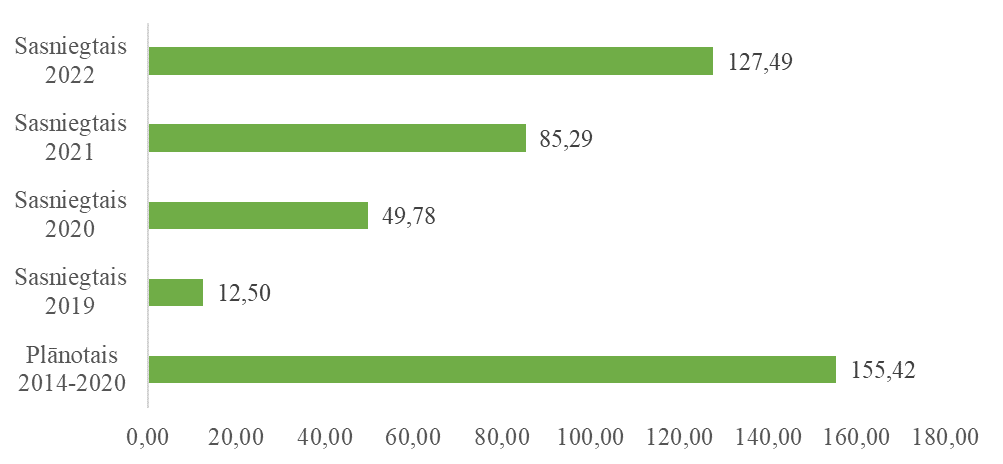 Sasniegtais
2022
127,49
Sasniegtais
2021
85,29
Sasniegtais
2020
49,78
Sasniegtais
2019
12,50
Plānotais
2014-2020
155,42
0,00 20,00 40,00 60,00 80,00 100,00 120,00 140,00 160,00 180,00